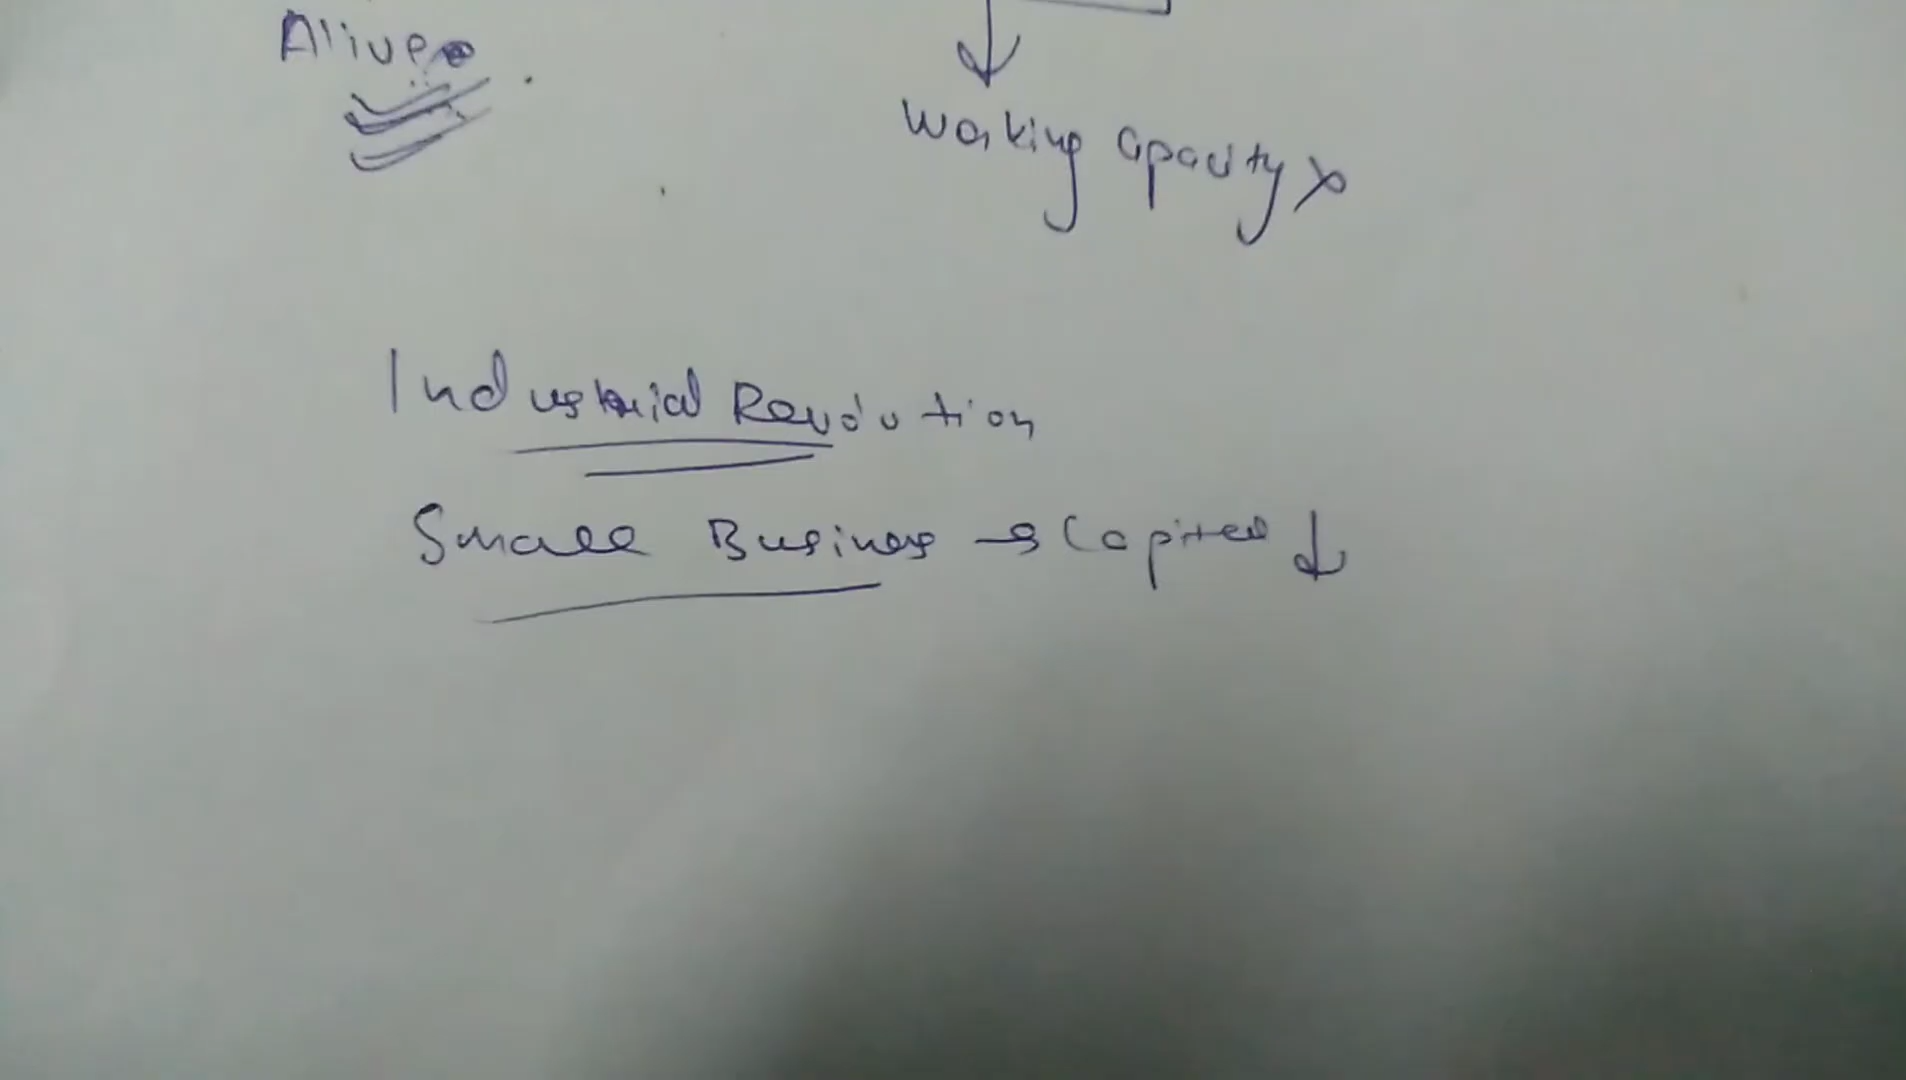 Alive
Working Capacity x
Industrial Revolution
Small Business → Capital ↓